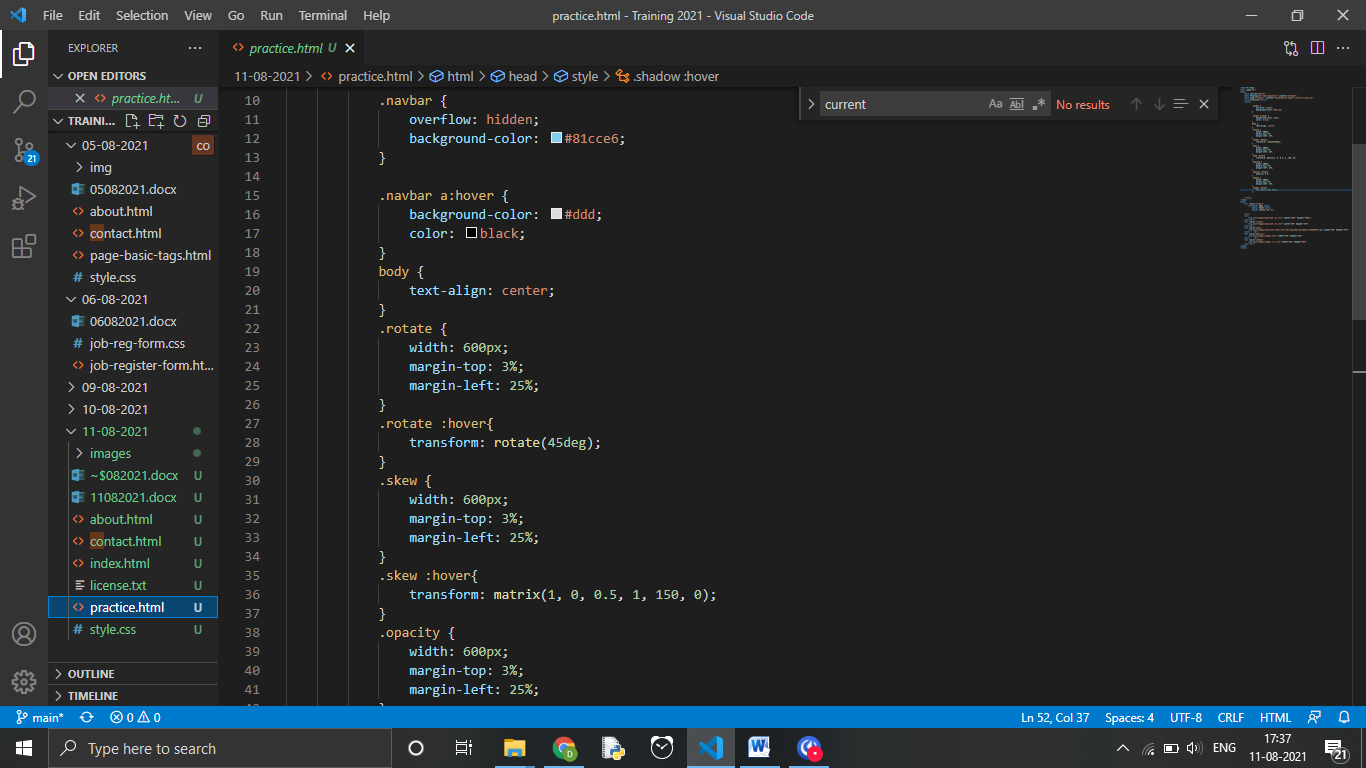 File Edit Selection View Go Run Terminal Help practice.html - Training 2021 - Visual Studio Code
EXPLORER
OPEN EDITORS
practice.ht... U
TRAINI...
05-08-2021
co
img
05082021.docx
about.html
contact.html
page-basic-tags.html
style.css
06-08-2021
06082021.docx
job-reg-form.css
job-register-form.ht...
09-08-2021
10-08-2021
11-08-2021
images
~$082021.docx U
11082021.docx U
about.html U
contact.html U
index.html U
license.txt U
practice.html U
style.css U
OUTLINE
TIMELINE
21
practice.html U
11-08-2021 > practice.html > html > head > style > .shadow :hover
current Aa Abl .* No results
10 .navbar {
11 overflow: hidden;
12 background-color: #81cce6;
13 }
14
15 .navbar a:hover {
16 background-color: #ddd;
17 color: black;
18 }
19 body {
20 text-align: center;
21 }
22 .rotate {
23 width: 600px;
24 margin-top: 3%;
25 margin-left: 25%;
26 }
27 .rotate :hover{
28 transform: rotate(45deg);
29 }
30 .skew {
31 width: 600px;
32 margin-top: 3%;
33 margin-left: 25%;
34 }
35 .skew :hover{
36 transform: matrix(1, 0, 0.5, 1, 150, 0);
37 }
38 .opacity {
39 width: 600px;
40 margin-top: 3%;
41 margin-left: 25%;
main* 0 0 Ln 52, Col 37 Spaces: 4 UTF-8 CRLF HTML
Type here to search
D
W
ENG
17:37
11-08-2021
21